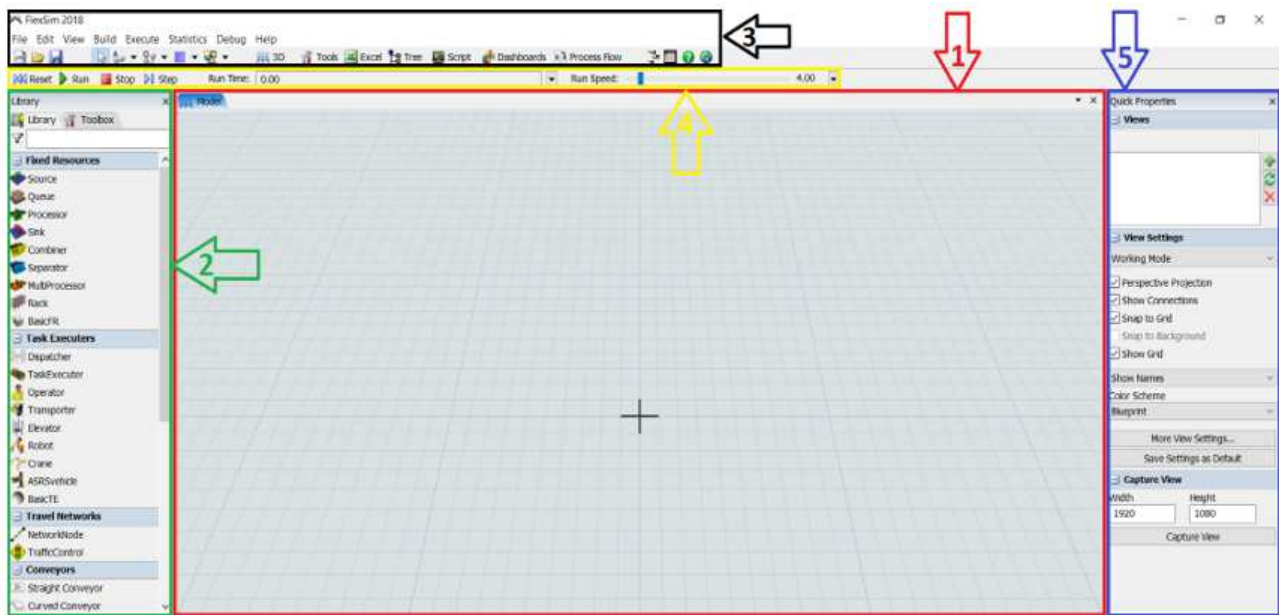 FlexSim 2018
File Edit View Build Execute Statistics Debug Help
3D Tools Excel Tree Script Dashboards Process Flow
3
1
5
Reset Run Stop Step Run Time: 0.00 Run Speed: 4.00
4
Library
Library Toolbox
Fixed Resources
Source
Queue
Processor
Sink
Combiner
Separator
MultiProcessor
Rack
BasicFR
Task Executers
Dispatcher
TaskExecuter
Operator
Transporter
Elevator
Robot
Crane
ASRSvehicle
BasicTE
Travel Networks
NetworkNode
TrafficControl
Conveyors
Straight Conveyor
Curved Conveyor
2
Model
Quick Properties
Views
View Settings
Working Mode
Perspective Projection
Show Connections
Snap to Grid
Snap to Background
Show Grid
Show Names
Color Scheme
Blueprint
More View Settings...
Save Settings as Default
Capture View
Width Height
1920 1080
Capture View